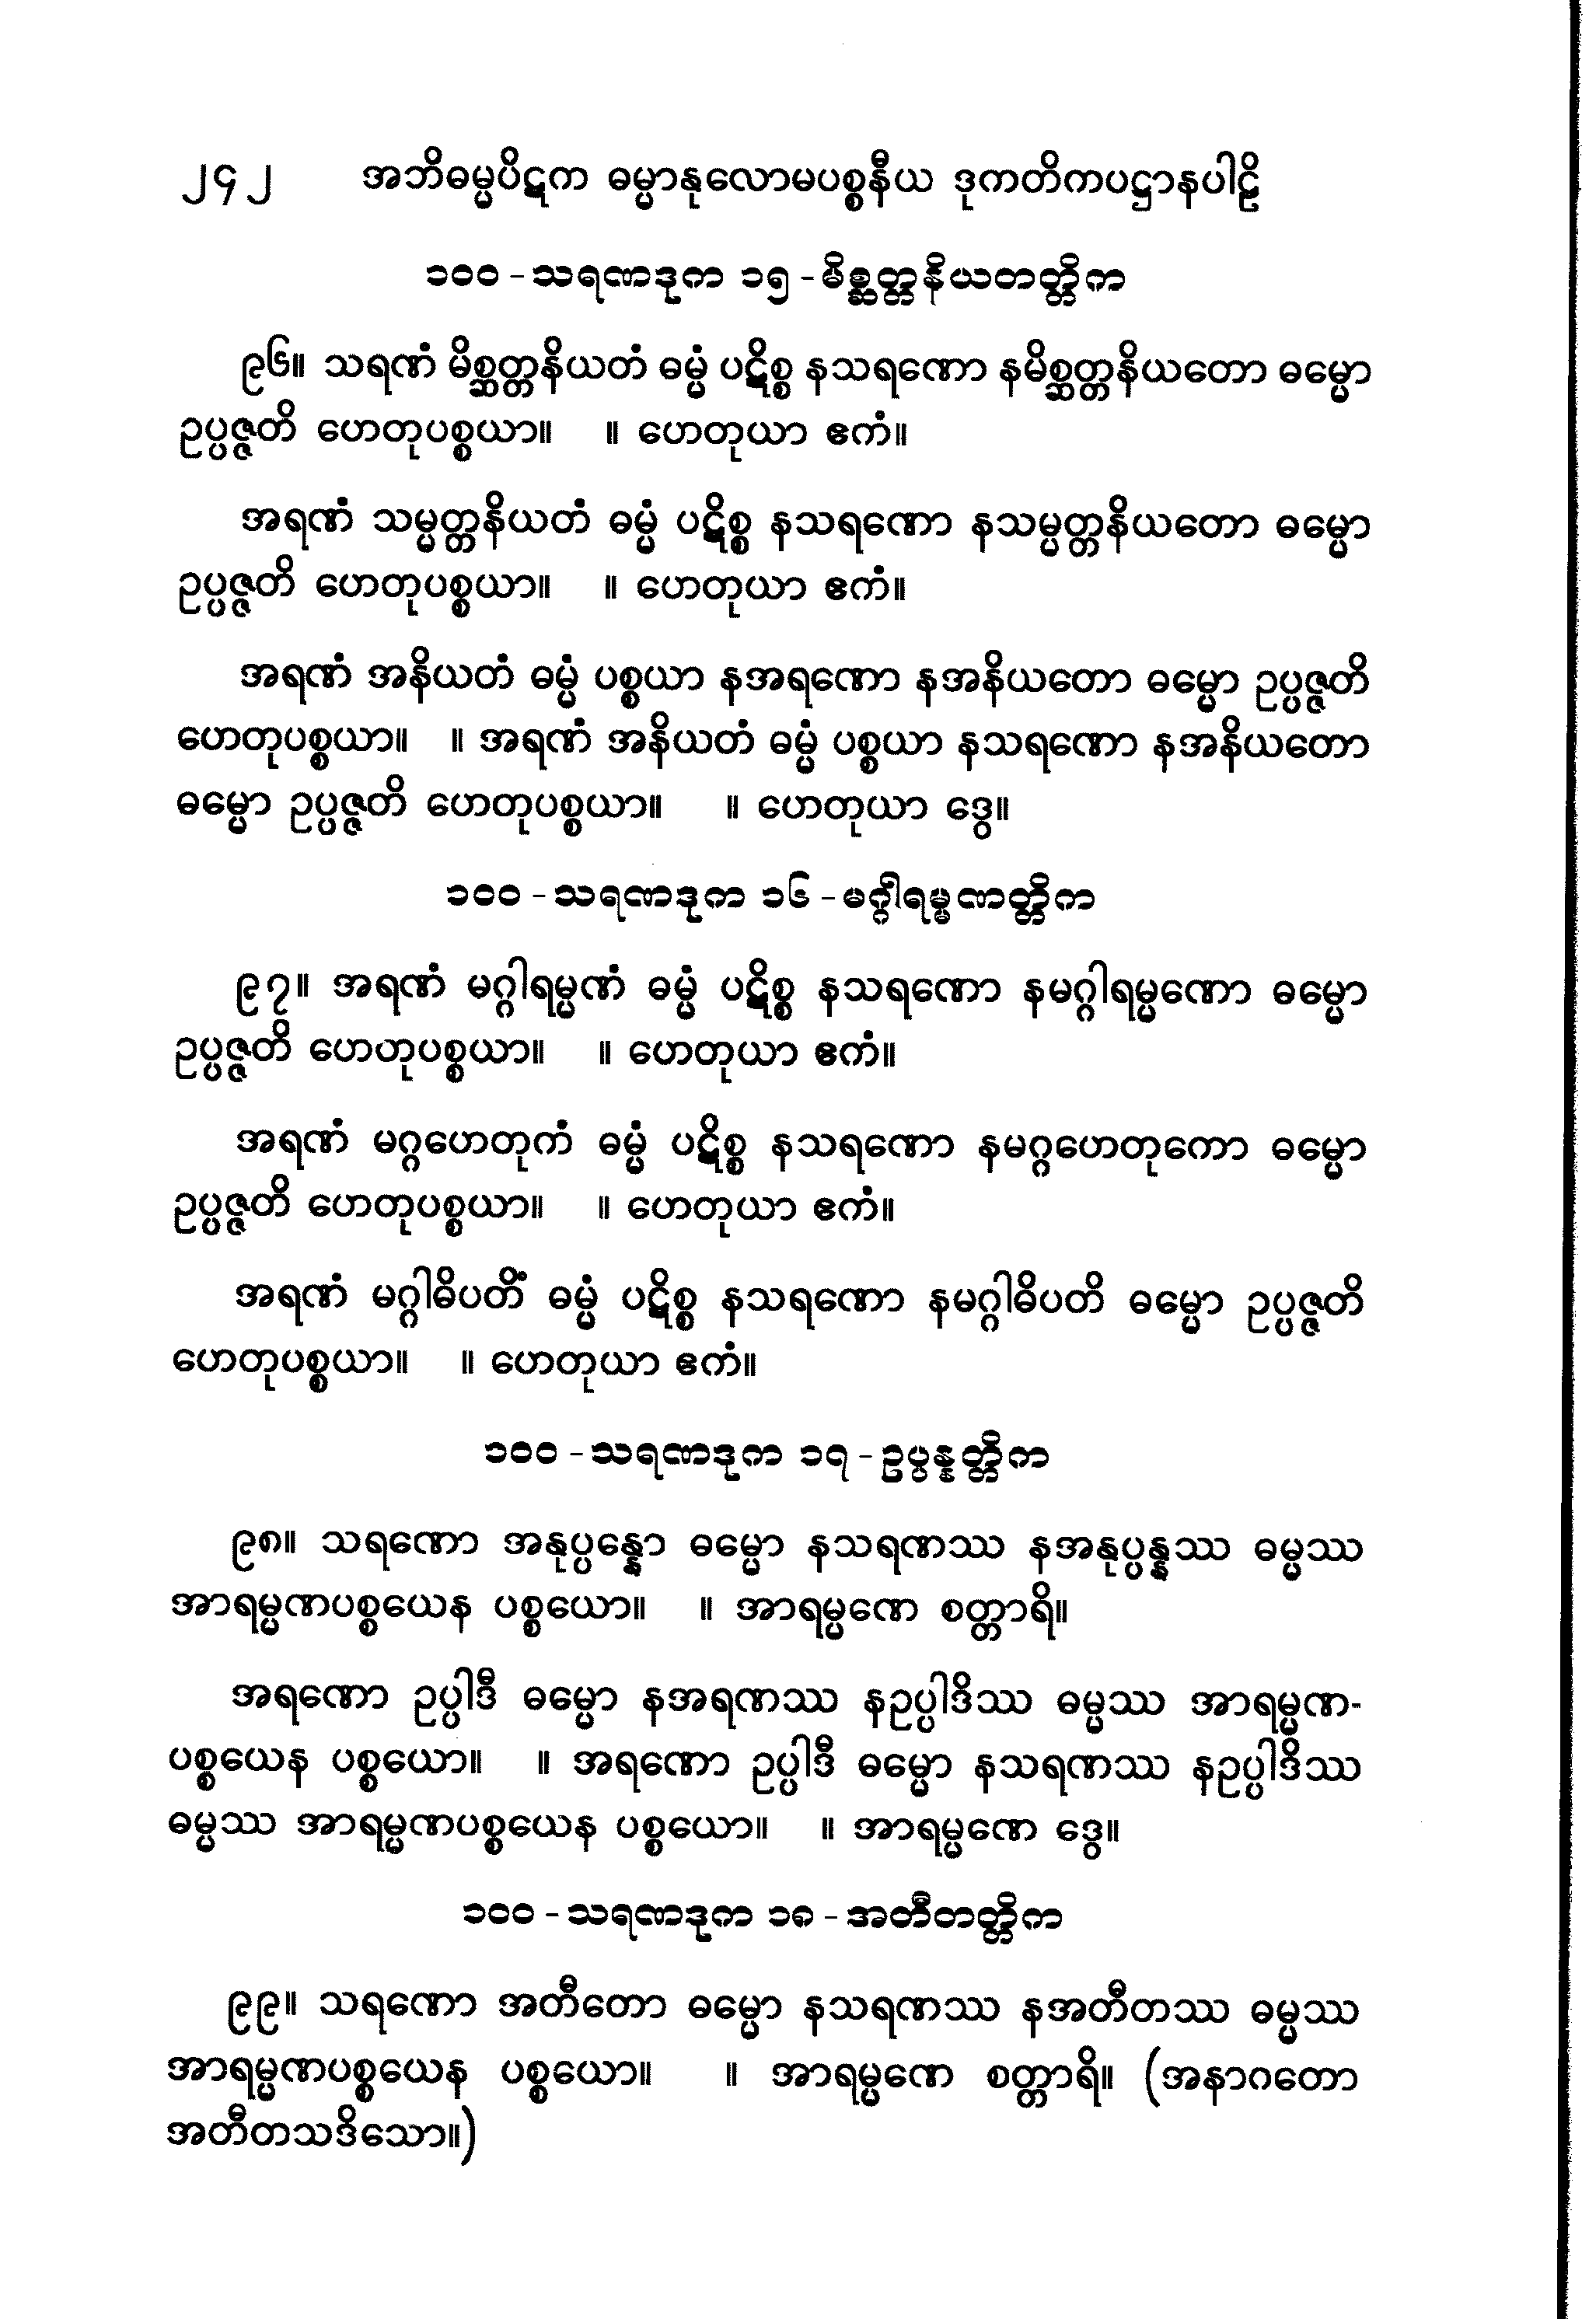 ၂၄၂ အဘိဓမ္မပိဋက ဓမ္မာနုလောမပစ္စနီယ ဒုကတိကပဋ္ဌာနပါဠိ
၁၀၀ - သရဏဒုက ၁၅ - မိစ္ဆတ္တနိယတတ္တိက
၉၆။ သရဏံ မိစ္ဆတ္တနိယတံ ဓမ္မံ ပဋိစ္စ နသရဏော နမိစ္ဆတ္တနိယတော ဓမ္မော
ဥပ္ပဇ္ဇတိ ဟေတုပစ္စယာ။ ။ ဟေတုယာ ဧကံ။
အရဏံ သမ္မတ္တနိယတံ ဓမ္မံ ပဋိစ္စ နသရဏော နသမ္မတ္တနိယတော ဓမ္မော
ဥပ္ပဇ္ဇတိ ဟေတုပစ္စယာ။ ။ ဟေတုယာ ဧကံ။
အရဏံ အနိယတံ ဓမ္မံ ပစ္စယာ နအရဏော နအနိယတော ဓမ္မော ဥပ္ပဇ္ဇတိ
ဟေတုပစ္စယာ။ ။ အရဏံ အနိယတံ ဓမ္မံ ပစ္စယာ နသရဏော နအနိယတော
ဓမ္မော ဥပ္ပဇ္ဇတိ ဟေတုပစ္စယာ။ ။ ဟေတုယာ ဒွေ။
၁၀၀ - သရဏဒုက ၁၆ - မဂ္ဂါရမ္မဏတ္တိက
၉၇။ အရဏံ မဂ္ဂါရမ္မဏံ ဓမ္မံ ပဋိစ္စ နသရဏော နမဂ္ဂါရမ္မဏော ဓမ္မော
ဥပ္ပဇ္ဇတိ ဟေတုပစ္စယာ။ ။ ဟေတုယာ ဧကံ။
အရဏံ မဂ္ဂဟေတုကံ ဓမ္မံ ပဋိစ္စ နသရဏော နမဂ္ဂဟေတုကော ဓမ္မော
ဥပ္ပဇ္ဇတိ ဟေတုပစ္စယာ။ ။ ဟေတုယာ ဧကံ။
အရဏံ မဂ္ဂါဓိပတိံ ဓမ္မံ ပဋိစ္စ နသရဏော နမဂ္ဂါဓိပတိ ဓမ္မော ဥပ္ပဇ္ဇတိ
ဟေတုပစ္စယာ။ ။ ဟေတုယာ ဧကံ။
၁၀၀ - သရဏဒုက ၁၇ - ဥပ္ပန္နတ္တိက
၉၈။ သရဏော အနုပ္ပန္နော ဓမ္မော နသရဏဿ နအနုပ္ပန္နဿ ဓမ္မဿ
အာရမ္မဏပစ္စယေန ပစ္စယော။ ။ အာရမ္မဏေ စတ္တာရိ။
အရဏော ဥပ္ပါဒီ ဓမ္မော နအရဏဿ နဥပ္ပါဒိဿ ဓမ္မဿ အာရမ္မဏ-
ပစ္စယေန ပစ္စယော။ ။ အရဏော ဥပ္ပါဒီ ဓမ္မော နသရဏဿ နဥပ္ပါဒိဿ
ဓမ္မဿ အာရမ္မဏပစ္စယေန ပစ္စယော။ ။ အာရမ္မဏေ ဒွေ။
၁၀၀ - သရဏဒုက ၁၈ - အတီတတ္တိက
၉၉။ သရဏော အတီတော ဓမ္မော နသရဏဿ နအတီတဿ ဓမ္မဿ
အာရမ္မဏပစ္စယေန ပစ္စယော။ ။ အာရမ္မဏေ စတ္တာရိ။ (အနာဂတော
အတီတသဒိသော။)